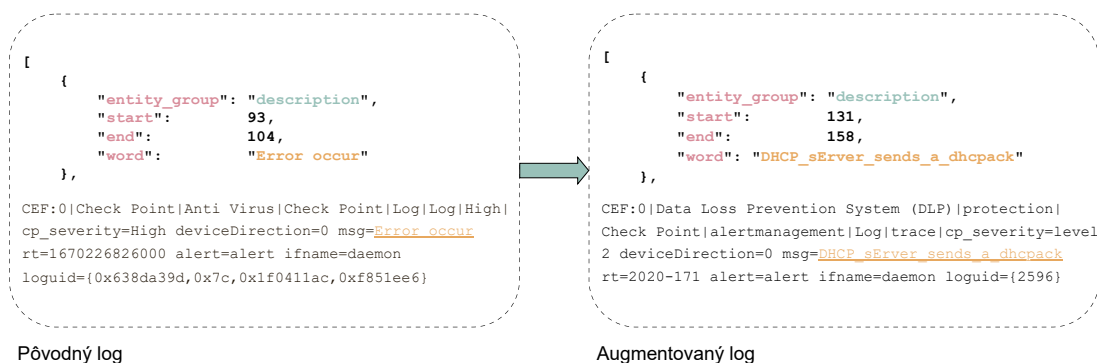 [
{
"entity_group": "description",
"start": 93,
"end": 104,
"word": "Error occur"
},
CEF:0|Check Point|Anti Virus|Check Point|Log|Log|High|
cp_severity=High deviceDirection=0 msg=Error occur
rt=1670226826000 alert=alert ifname=daemon
loguid={0x638da39d,0x7c,0x1f0411ac,0xf851ee6}
Pôvodný log
[
{
"entity_group": "description",
"start": 131,
"end": 158,
"word": "DHCP_sErver_sends_a_dhcpack"
},
CEF:0|Data Loss Prevention System (DLP)|protection|
Check Point|alertmanagement|Log|trace|cp_severity=level
2 deviceDirection=0 msg=DHCP_sErver_sends_a_dhcpack
rt=2020-171 alert=alert ifname=daemon loguid={2596}
Augmentovaný log